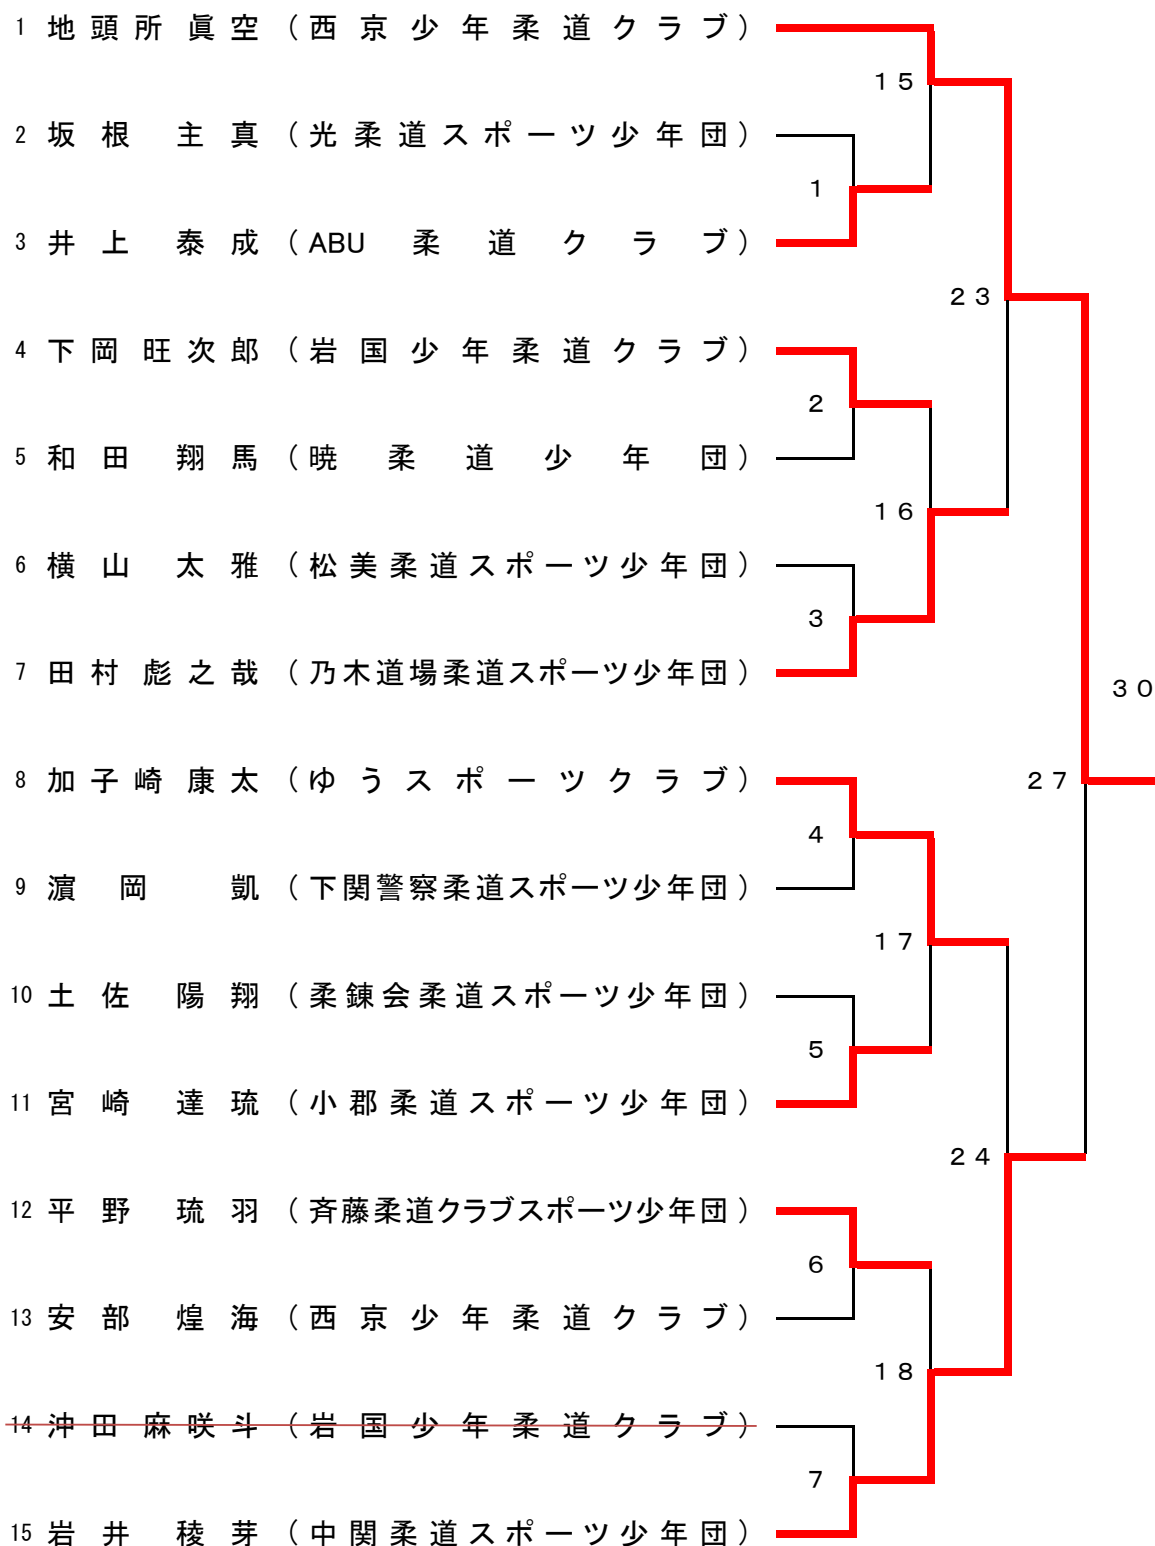 1 地頭所眞空（西京少年柔道クラブ）
15
2 坂根 主真（光柔道スポーツ少年団）
1
3 井上 泰成（ABU柔道クラブ）
23
4 下岡旺次郎（岩国少年柔道クラブ）
2
5 和田 翔馬（暁柔道少年団）
16
6 横山 太雅（松美柔道スポーツ少年団）
3
7 田村彪之哉（乃木道場柔道スポーツ少年団）
30
8 加子崎康太（ゆうスポーツクラブ）
27
4
9 濵岡 凱（下関警察柔道スポーツ少年団）
17
10 土佐 陽翔（柔錬会柔道スポーツ少年団）
5
11 宮崎 達琉（小郡柔道スポーツ少年団）
24
12 平野 琉羽（斉藤柔道クラブスポーツ少年団）
6
13 安部 煌海（西京少年柔道クラブ）
18
14 沖田麻咲斗（岩国少年柔道クラブ）
7
15 岩井 稜芽（中関柔道スポーツ少年団）